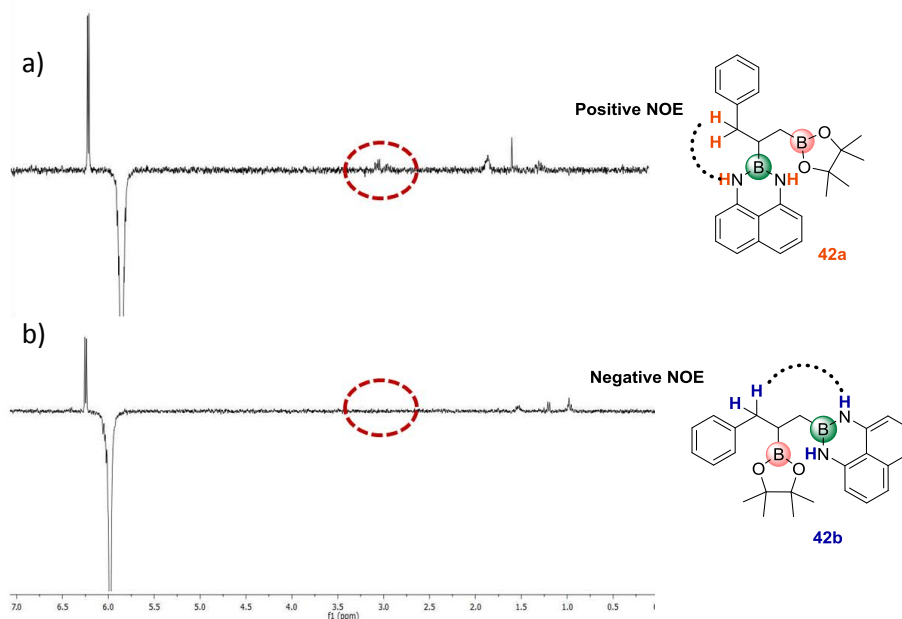 a)
Positive NOE
H
H
B
O
O
HN
B
NH
42a
b)
Negative NOE
H
H
H
N
B
B
HN
O
O
42b
7.0 6.5 6.0 5.5 5.0 4.5 4.0 3.5 3.0 2.5 2.0 1.5 1.0 0.5
f1 (ppm)